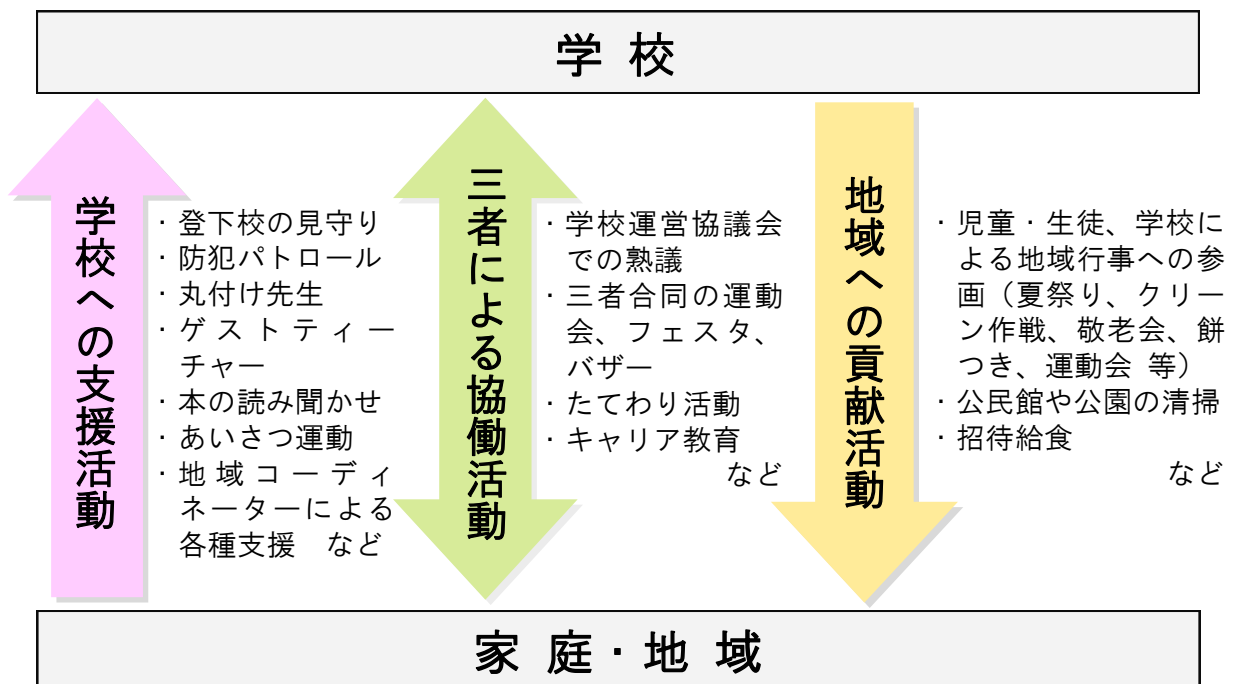 学 校
学校への支援活動
・登下校の見守り
・防犯パトロール
・丸付け先生
・ゲストティー
チャー
・本の読み聞かせ
・あいさつ運動
・地域コーディ
ネーターによる
各種支援　など
三者による協働活動
・学校運営協議会
での熟議
・三者合同の運動
会、フェスタ、
バザー
・たてわり活動
・キャリア教育
など
地域への貢献活動
・児童・生徒、学校に
よる地域行事への参
画（夏祭り、クリー
ン作戦、敬老会、餅
つき、運動会 等）
・公民館や公園の清掃
・招待給食
など
家 庭・地 域